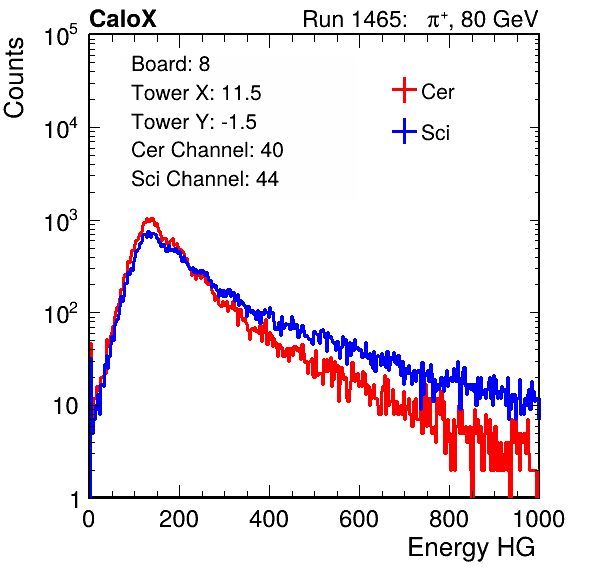 CaloX Run 1465: π⁺, 80 GeV
Counts
10⁵
10⁴
10³
10²
10
1
Board: 8
Tower X: 11.5
Tower Y: -1.5
Cer Channel: 40
Sci Channel: 44
Cer
Sci
0 200 400 600 800 1000
Energy HG